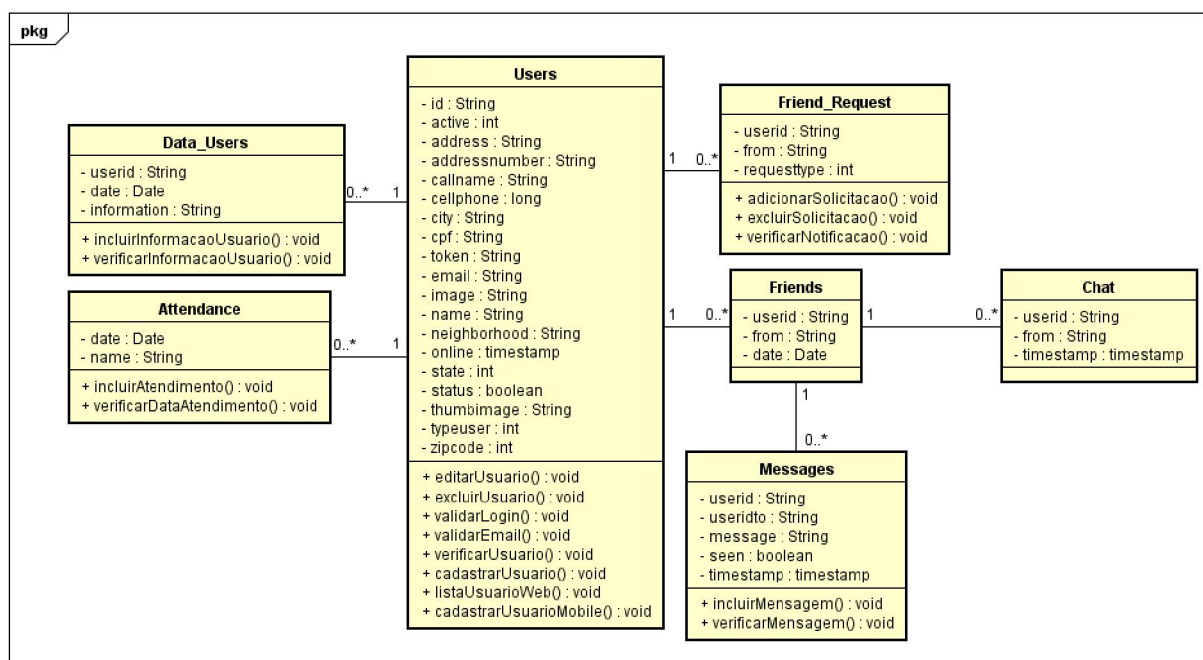 pkg
Users
- id : String
- active : int
- address : String
- addressnumber : String
- callname : String
- cellphone : long
- city : String
- cpf : String
- token : String
- email : String
- image : String
- name : String
- neighborhood : String
- online : timestamp
- state : int
- status : boolean
- thumbimage : String
- typeuser : int
- zipcode : int
+ editarUsuario() : void
+ excluirUsuario() : void
+ validarLogin() : void
+ validarEmail() : void
+ verificarUsuario() : void
+ cadastrarUsuario() : void
+ listaUsuarioWeb() : void
+ cadastrarUsuarioMobile() : void
Data_Users
- userid : String
- date : Date
- information : String
+ incluirInformacaoUsuario() : void
+ verificarInformacaoUsuario() : void
0..* 1
Attendance
- date : Date
- name : String
+ incluirAtendimento() : void
+ verificarDataAtendimento() : void
0..* 1
Friend_Request
- userid : String
- from : String
- requesttype : int
+ adicionarSolicitacao() : void
+ excluirSolicitacao() : void
+ verificarNotificacao() : void
1 0..*
Friends
- userid : String
- from : String
- date : Date
1 0..*
Chat
- userid : String
- from : String
- timestamp : timestamp
1 0..*
1
0..*
Messages
- userid : String
- useridto : String
- message : String
- seen : boolean
- timestamp : timestamp
+ incluirMensagem() : void
+ verificarMensagem() : void